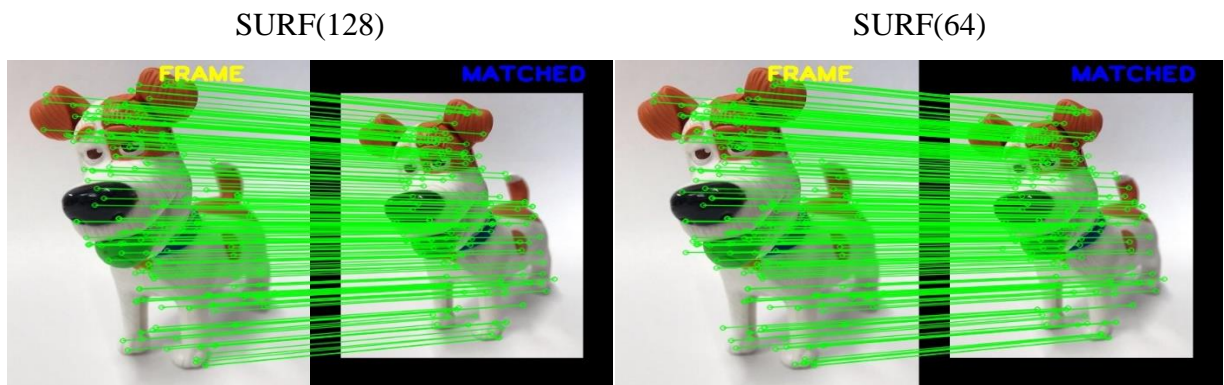 SURF(128) SURF(64)
FRAME MATCHED FRAME MATCHED